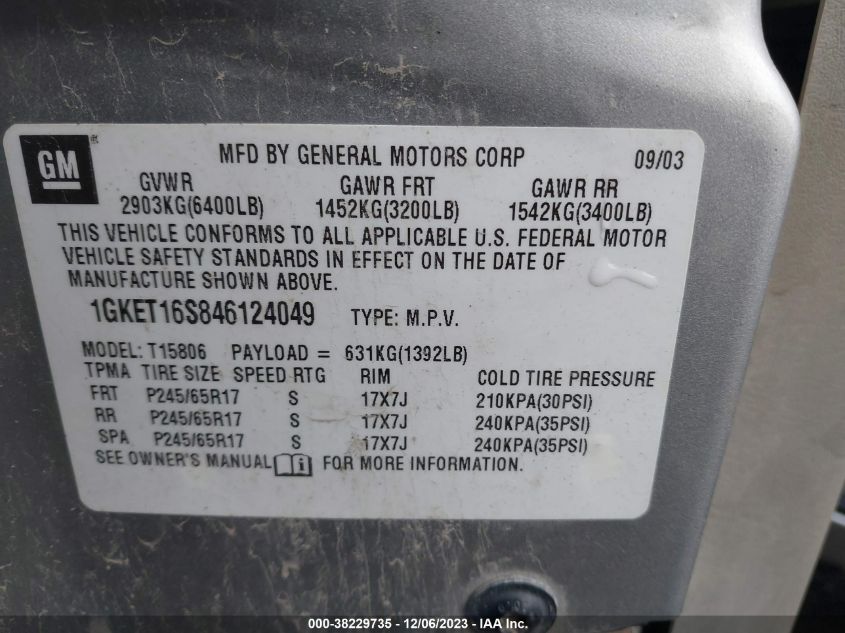 GM
MFD BY GENERAL MOTORS CORP 09/03
GVWR GAWR FRT GAWR RR
2903KG(6400LB) 1452KG(3200LB) 1542KG(3400LB)
THIS VEHICLE CONFORMS TO ALL APPLICABLE U.S. FEDERAL MOTOR
VEHICLE SAFETY STANDARDS IN EFFECT ON THE DATE OF
MANUFACTURE SHOWN ABOVE.
1GKET16S846124049 TYPE: M.P.V.
MODEL: T15806 PAYLOAD = 631KG(1392LB)
TPMA TIRE SIZE SPEED RTG RIM COLD TIRE PRESSURE
FRT P245/65R17 S 17X7J 210KPA(30PSI)
RR P245/65R17 S 17X7J 240KPA(35PSI)
SPA P245/65R17 S 17X7J 240KPA(35PSI)
SEE OWNER'S MANUAL FOR MORE INFORMATION.
000-38229735 - 12/06/2023 - IAA Inc.